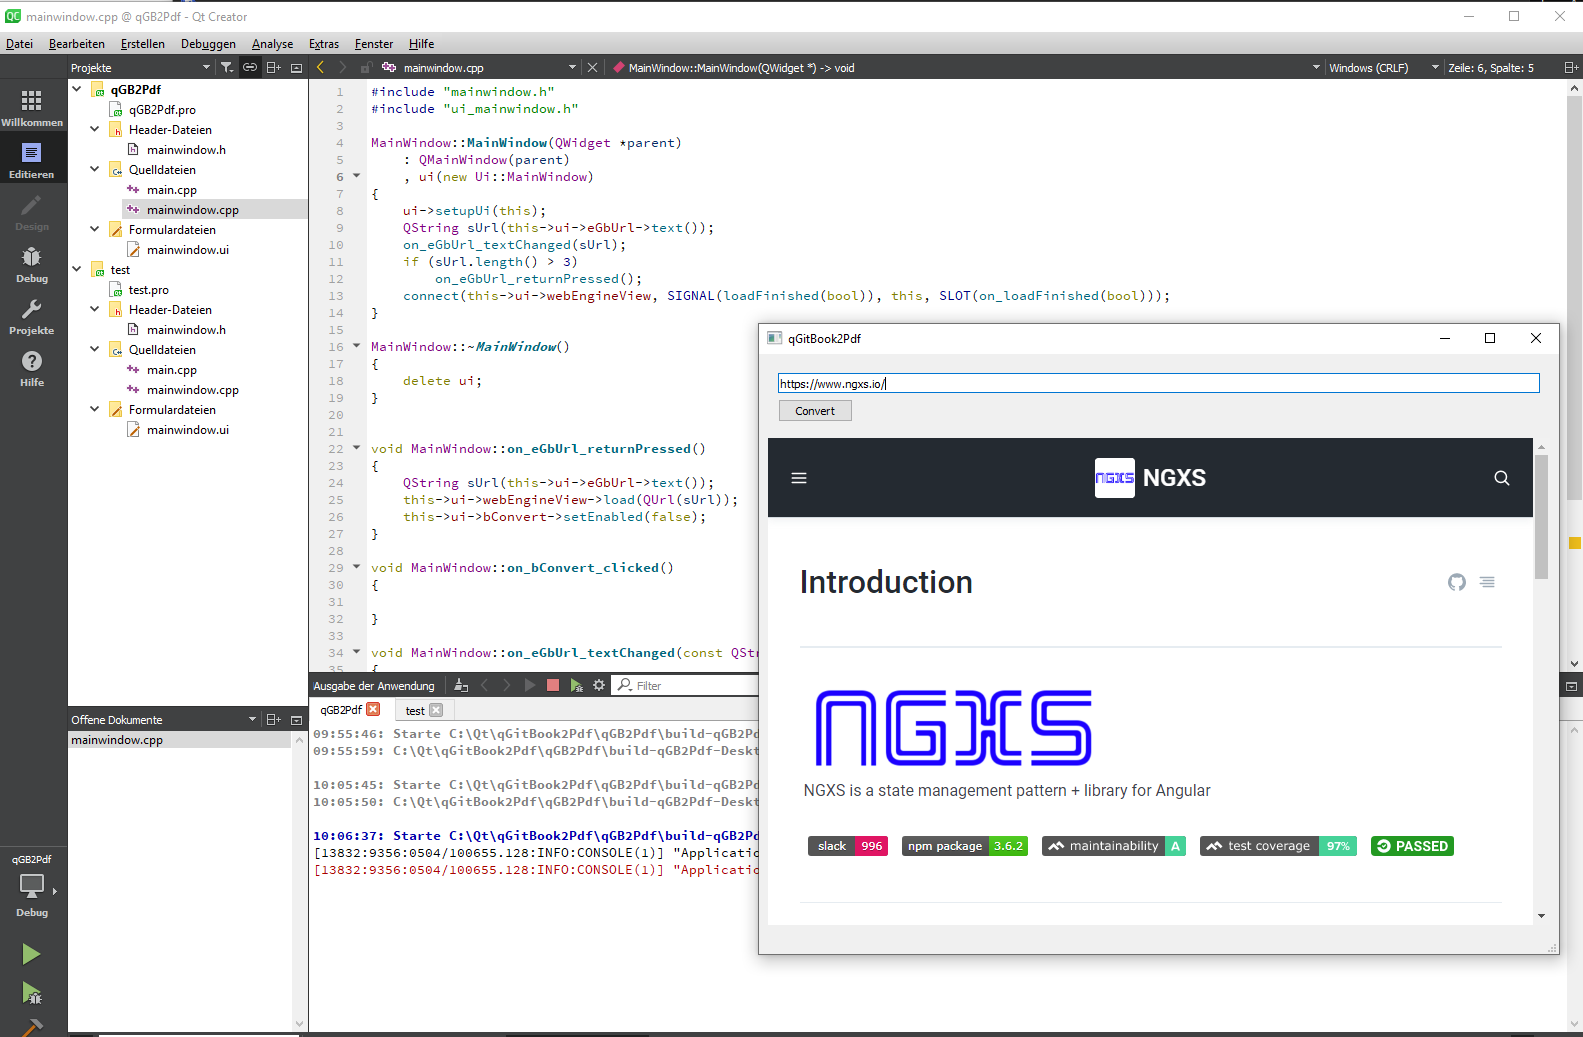 mainwindow.cpp @ qGB2Pdf - Qt Creator
Datei Bearbeiten Erstellen Debuggen Analyse Extras Fenster Hilfe
Projekte
mainwindow.cpp
MainWindow::MainWindow(QWidget *) -> void
Windows (CRLF)
Zeile: 6, Spalte: 5
Willkommen
Editieren
Design
Debug
Projekte
Hilfe
qGB2Pdf
Debug
qGB2Pdf
qGB2Pdf.pro
Header-Dateien
mainwindow.h
Quelldateien
main.cpp
mainwindow.cpp
Formulardateien
mainwindow.ui
test
test.pro
Header-Dateien
mainwindow.h
Quelldateien
main.cpp
mainwindow.cpp
Formulardateien
mainwindow.ui
Offene Dokumente
mainwindow.cpp
1 #include "mainwindow.h"
2 #include "ui_mainwindow.h"
3
4 MainWindow::MainWindow(QWidget *parent)
5     : QMainWindow(parent)
6     , ui(new Ui::MainWindow)
7 {
8     ui->setupUi(this);
9     QString sUrl(this->ui->eGbUrl->text());
10     on_eGbUrl_textChanged(sUrl);
11     if (sUrl.length() > 3)
12         on_eGbUrl_returnPressed();
13     connect(this->ui->webEngineView, SIGNAL(loadFinished(bool)), this, SLOT(on_loadFinished(bool)));
14 }
15
16 MainWindow::~MainWindow()
17 {
18     delete ui;
19 }
20
21
22 void MainWindow::on_eGbUrl_returnPressed()
23 {
24     QString sUrl(this->ui->eGbUrl->text());
25     this->ui->webEngineView->load(QUrl(sUrl));
26     this->ui->bConvert->setEnabled(false);
27 }
28
29 void MainWindow::on_bConvert_clicked()
30 {
31
32 }
33
34 void MainWindow::on_eGbUrl_textChanged(const QStr
35 {
Ausgabe der Anwendung
Filter
qGB2Pdf
test
09:55:46: Starte C:\Qt\qGitBook2Pdf\qGB2Pdf\build-qGB2P
09:55:59: C:\Qt\qGitBook2Pdf\qGB2Pdf\build-qGB2Pdf-Deskt
10:05:45: Starte C:\Qt\qGitBook2Pdf\qGB2Pdf\build-qGB2P
10:05:50: C:\Qt\qGitBook2Pdf\qGB2Pdf\build-qGB2Pdf-Deskt
10:06:37: Starte C:\Qt\qGitBook2Pdf\qGB2Pdf\build-qGB2P
[13832:9356:0504/100655.128:INFO:CONSOLE(1)] "Applicatio
[13832:9356:0504/100655.128:INFO:CONSOLE(1)] "Applicatio
qGitBook2Pdf
https://www.ngxs.io/
Convert
NGXS NGXS
Introduction
NGXS
NGXS is a state management pattern + library for Angular
slack 996
npm package 3.6.2
maintainability A
test coverage 97%
PASSED